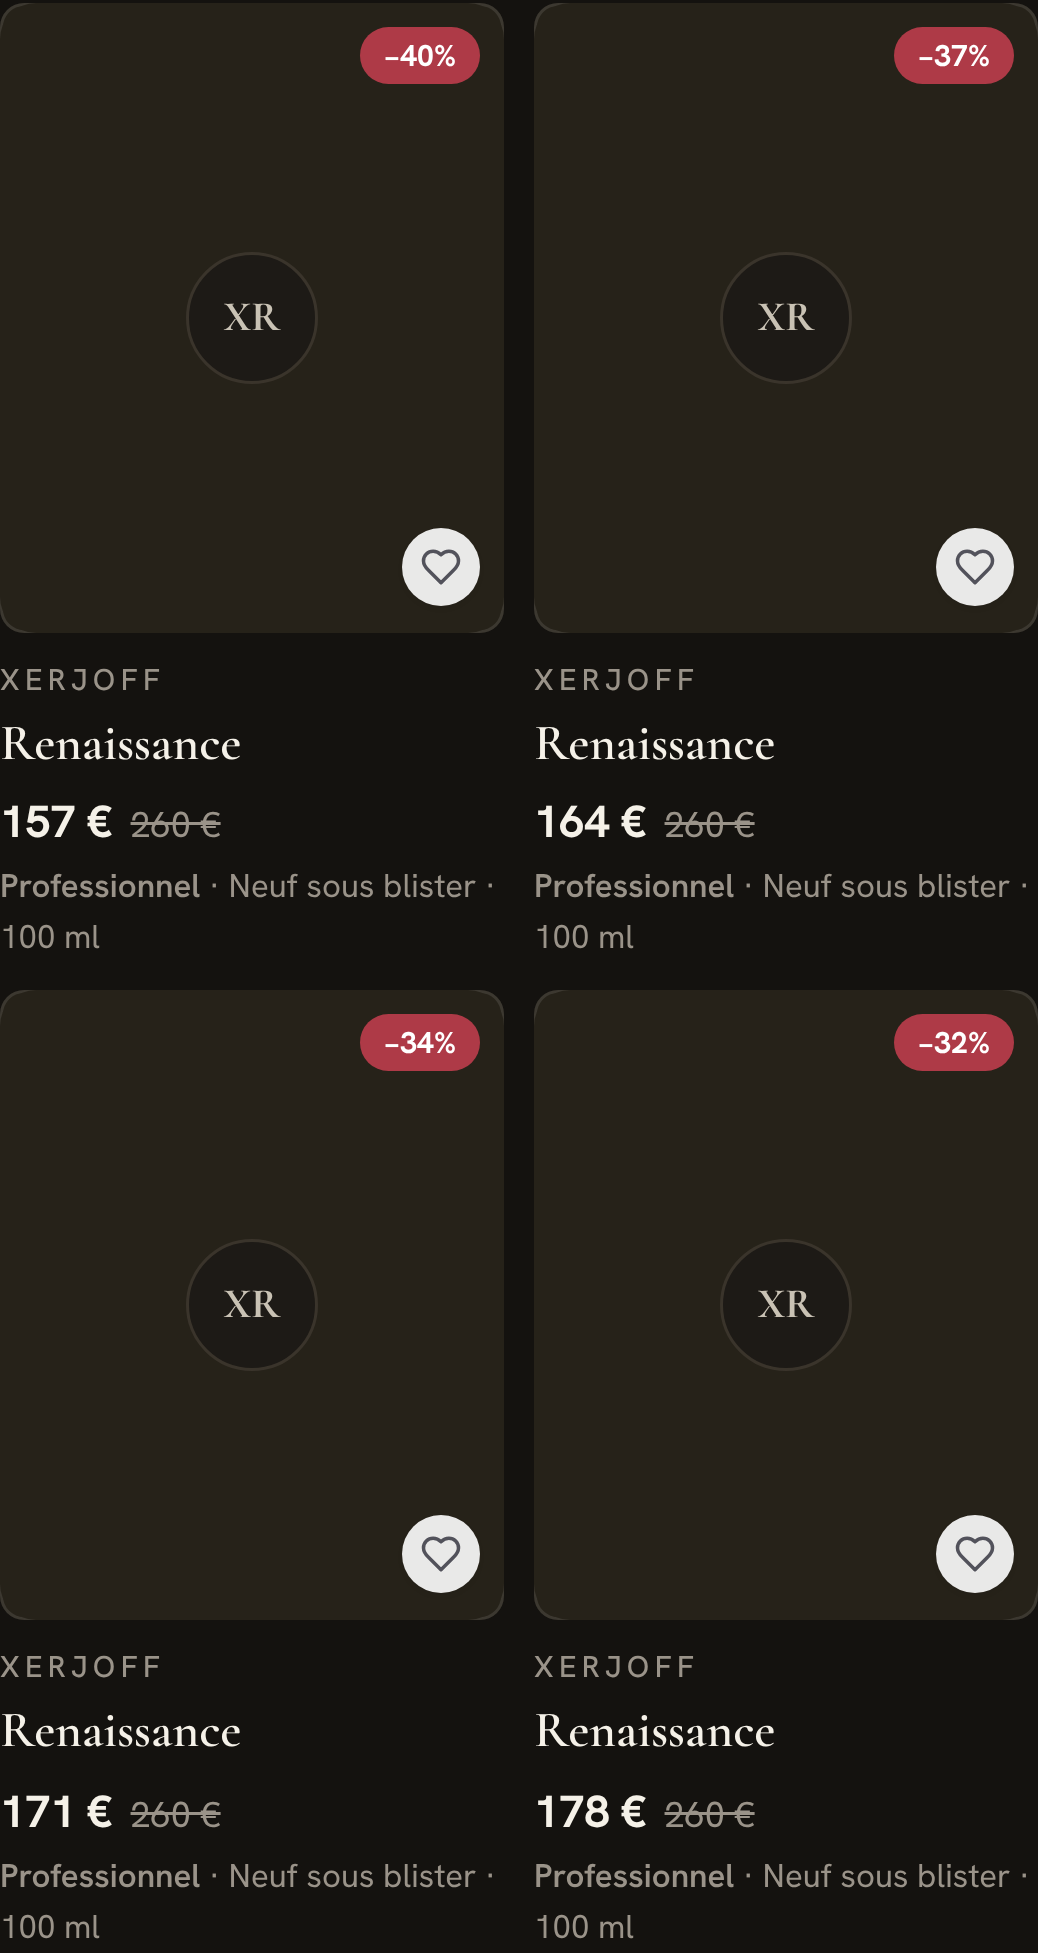 –40%
XR
XERJOFF
Renaissance
157 € 260 €
Professionnel · Neuf sous blister ·
100 ml
–37%
XR
XERJOFF
Renaissance
164 € 260 €
Professionnel · Neuf sous blister ·
100 ml
–34%
XR
XERJOFF
Renaissance
171 € 260 €
Professionnel · Neuf sous blister ·
100 ml
–32%
XR
XERJOFF
Renaissance
178 € 260 €
Professionnel · Neuf sous blister ·
100 ml